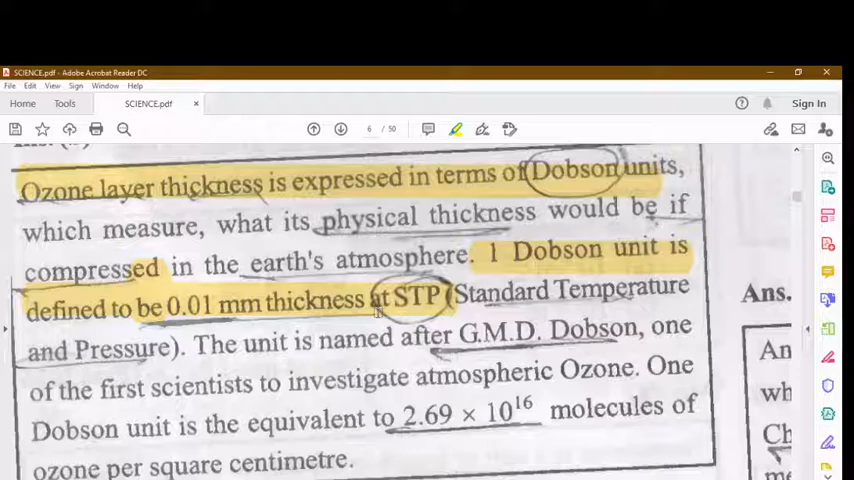 SCIENCE.pdf - Adobe Acrobat Reader DC
File Edit View Sign Window Help
Home Tools SCIENCE.pdf × Sign In
6 / 50
Ozone layer thickness is expressed in terms of Dobson units,
which measure, what its physical thickness would be if
compressed in the earth's atmosphere. 1 Dobson unit is
defined to be 0.01 mm thickness at STP (Standard Temperature
and Pressure). The unit is named after G.M.D. Dobson, one
of the first scientists to investigate atmospheric Ozone. One
Dobson unit is the equivalent to 2.69 × 10¹⁶ molecules of
ozone per square centimetre.
Ans.
An
wh
Ch
me